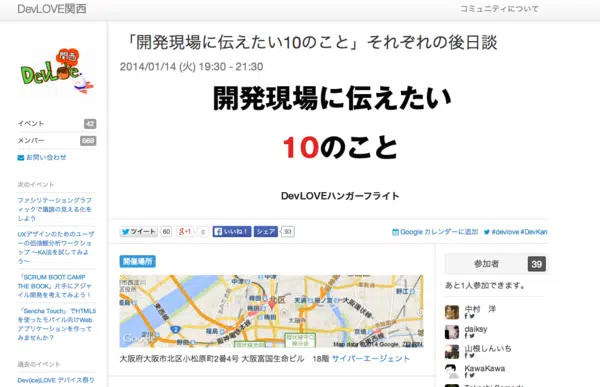 DevLOVE関西
コミュニティについて
関西
DevLove
イベント 42
メンバー 688
お問い合わせ
次のイベント
ファシリテーショングラフ
ィックで議論の見える化を
しよう
UXデザインのためのユーザ
ーの価値観分析ワークショ
ップ 〜KA法を試してみよ
う〜
「SCRUM BOOT CAMP
THE BOOK」片手にアジャ
イル開発を考えてみよう！
「Sencha Touch」でHTML5
を使ったモバイル向けWeb
アプリケーションを作って
みませんか？
過去のイベント
Dev(ice)LOVE デバイス祭り
「開発現場に伝えたい10のこと」それぞれの後日談
2014/01/14 (火) 19:30 - 21:30
開発現場に伝えたい
10のこと
DevLOVEハンガーフライト
ツイート 60 +1 0 いいね！ シェア 93
Google カレンダーに追加 #devlove #DevKan
開催場所
Google
Map data ©2014 Google, Z
大阪府大阪市北区小松原町2番4号 大阪富国生命ビル 18階 サイバーエージェント
参加者 39
あと1人参加できます。
中村 洋
daiksy
山根しんいち
KawaKawa